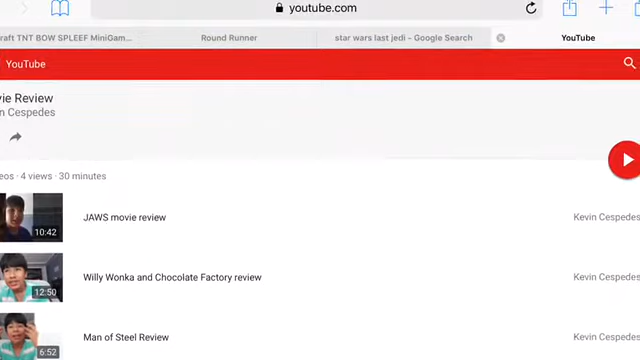 youtube.com
raft TNT BOW SPLEEF MiniGam...
Round Runner
star wars last jedi - Google Search
YouTube
YouTube
vie Review
n Cespedes
eos · 4 views · 30 minutes
10:42
JAWS movie review
Kevin Cespedes
12:50
Willy Wonka and Chocolate Factory review
Kevin Cespedes
6:52
Man of Steel Review
Kevin Cespedes